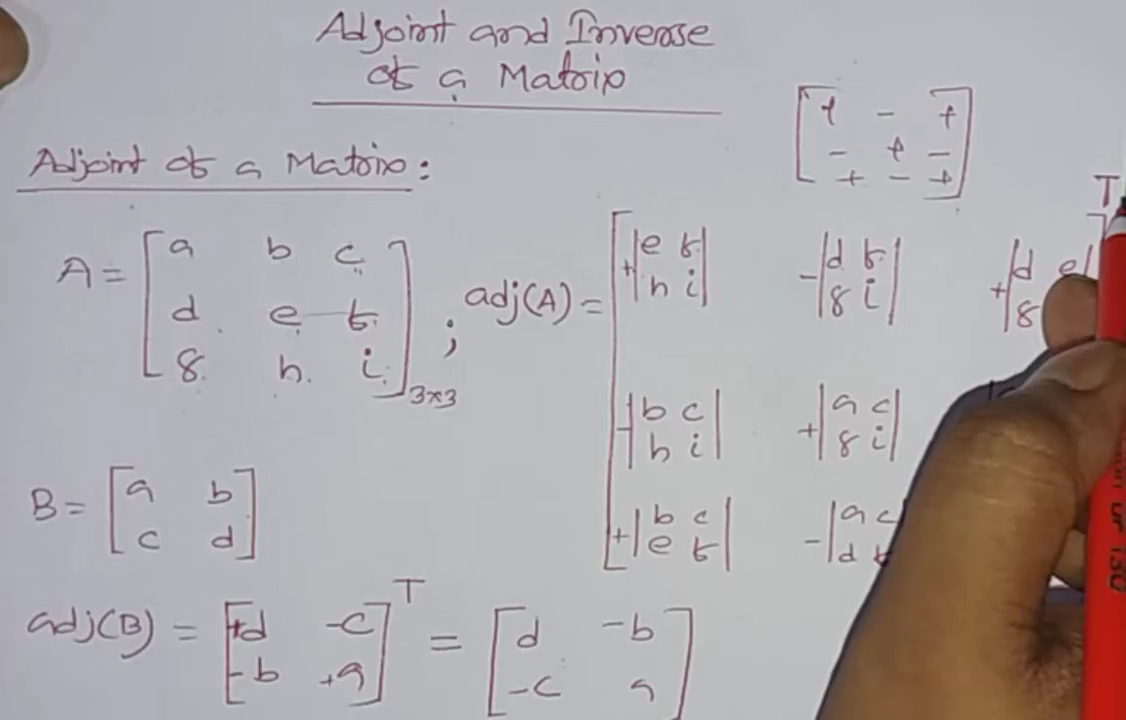 Adjoint and Inverse
of a Matrix
[+ - +
- + -
+ - +]
Adjoint of a Matrix:
A = [a b c
d e f
g h i]3×3 ; adj(A) = [+|e f
h i| -|d f
g i| +|d e
g
-|b c
h i| +|a c
g i|
+|b c
e f| -|a c
d f
T
B = [a b
c d]
adj(B) = [+d -c
-b +a]T = [d -b
-c a]